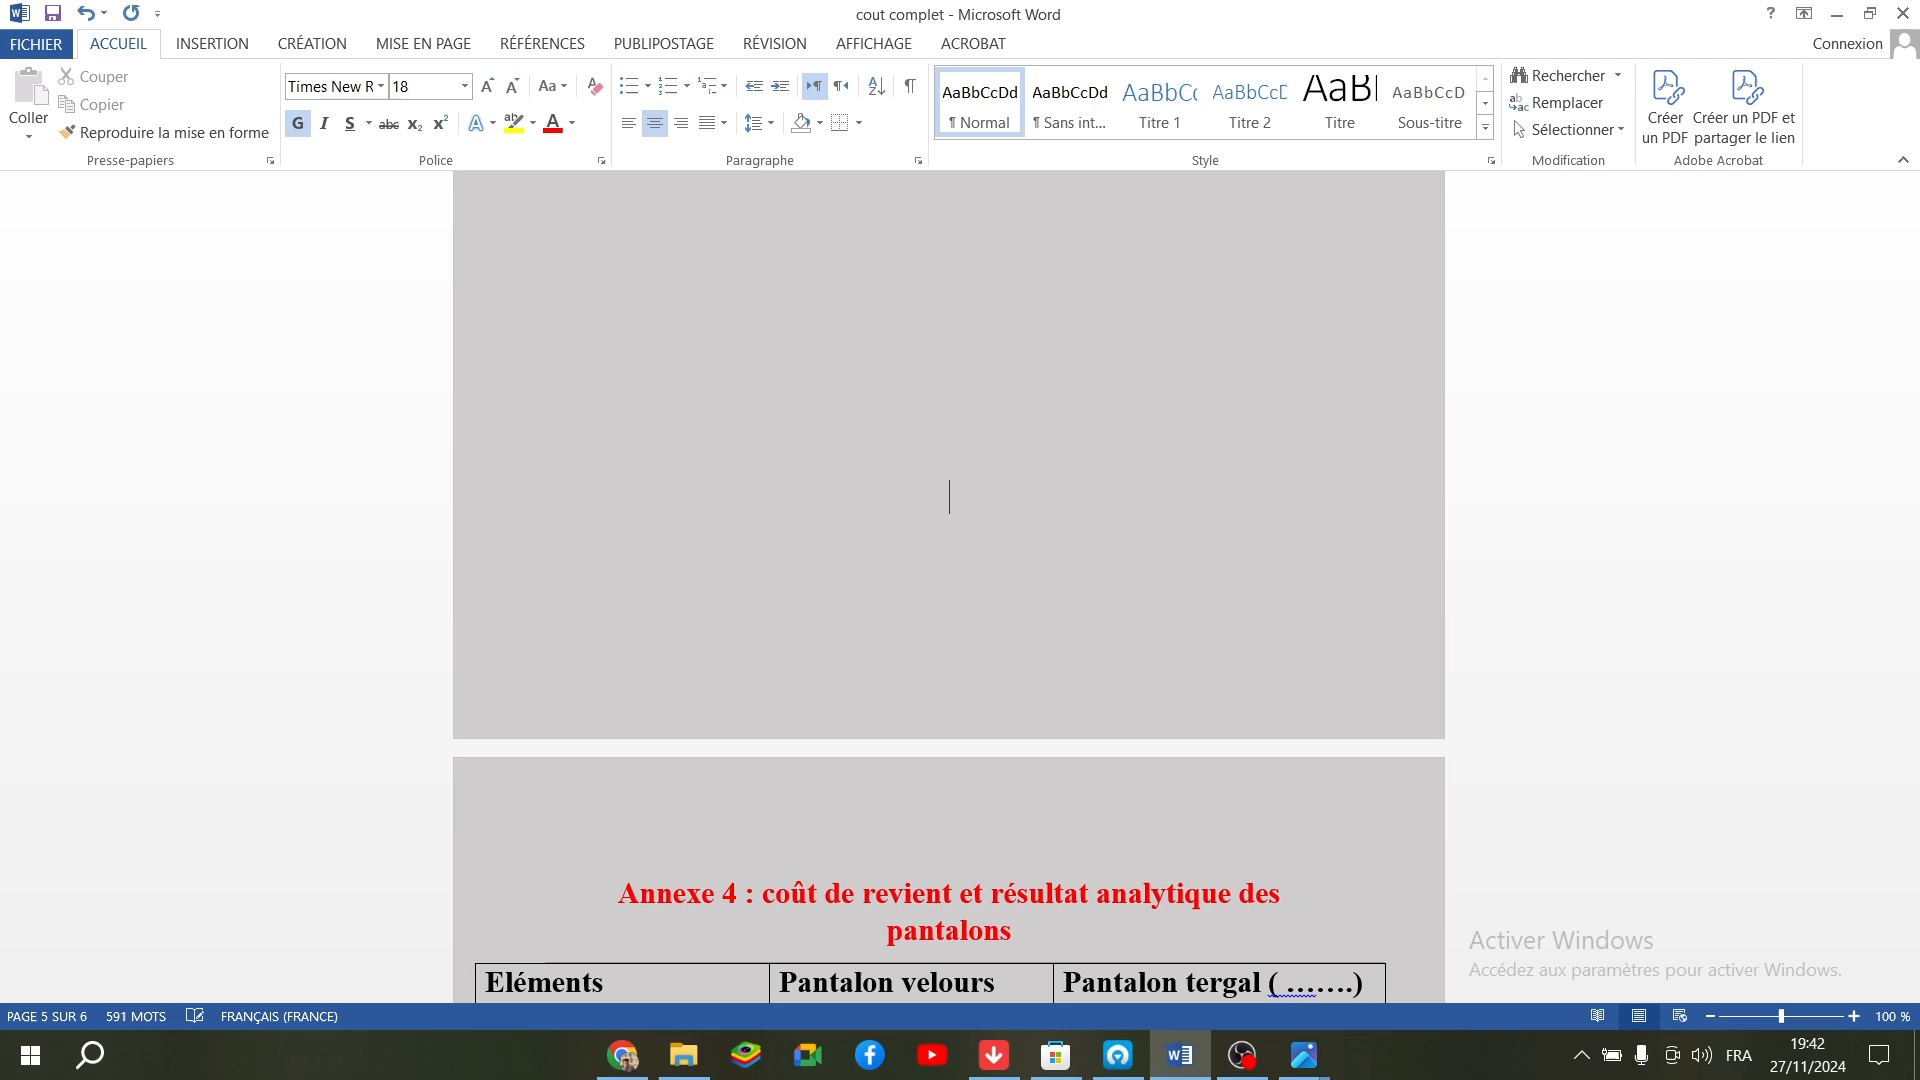 cout complet - Microsoft Word
?
FICHIER ACCUEIL INSERTION CRÉATION MISE EN PAGE RÉFÉRENCES PUBLIPOSTAGE RÉVISION AFFICHAGE ACROBAT Connexion
Coller
Couper
Copier
Reproduire la mise en forme
Presse-papiers
Times New R 18
Aa
G I S abc X₂ X² A ab A
Police
Paragraphe
AaBbCcDd AaBbCcDd AaBbC( AaBbCcE AaBl AaBbCcD
¶ Normal ¶ Sans int... Titre 1 Titre 2 Titre Sous-titre
Style
Rechercher
Remplacer
Sélectionner
Modification
Créer un PDF
Créer un PDF et partager le lien
Adobe Acrobat
Annexe 4 : coût de revient et résultat analytique des
pantalons
Eléments Pantalon velours Pantalon tergal ( …….)
Activer Windows
Accédez aux paramètres pour activer Windows.
PAGE 5 SUR 6 591 MOTS FRANÇAIS (FRANCE) 100 %
FRA 19:42
27/11/2024